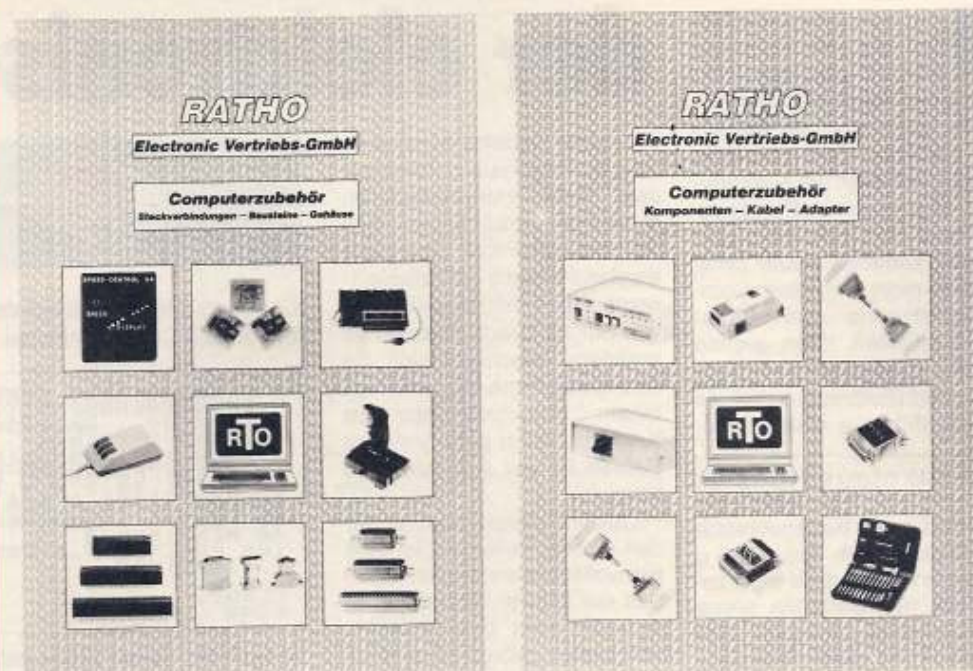 RATHO
Electronic Vertriebs-GmbH
Computerzubehör
Steckverbindungen – Bausteine – Gehäuse
SPEED-CONTROL 64
RTO
RATHO
Electronic Vertriebs-GmbH
Computerzubehör
Komponenten – Kabel – Adapter
RTO